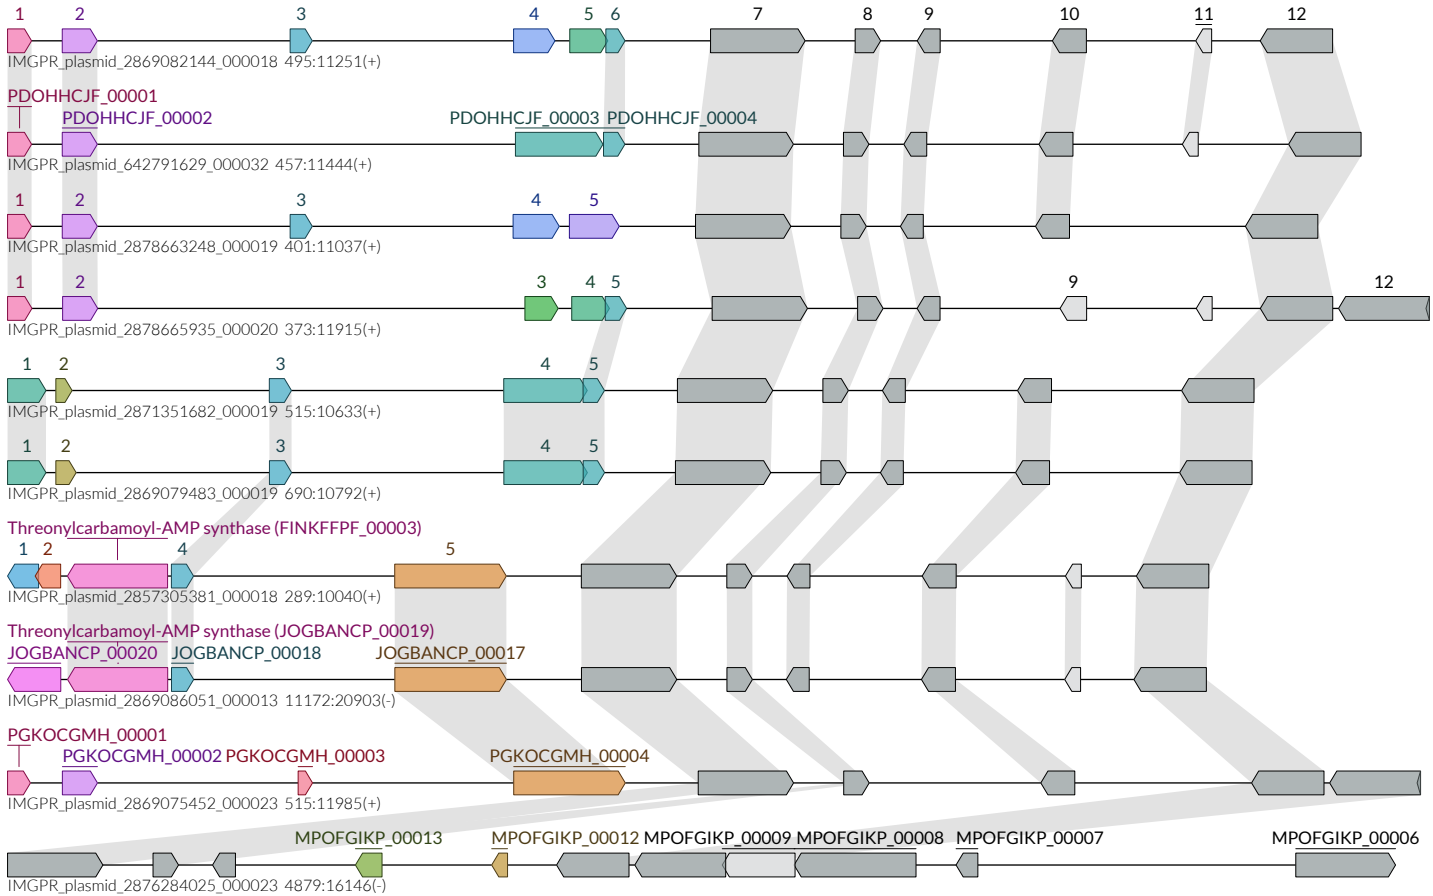 1 2 3 4 5 6 7 8 9 10 11 12
IMGPR_plasmid_2869082144_000018 495:11251(+)
PDOHHCJF_00001
PDOHHCJF_00002 PDOHHCJF_00003 PDOHHCJF_00004
IMGPR_plasmid_642791629_000032 457:11444(+)
1 2 3 4 5
IMGPR_plasmid_2878663248_000019 401:11037(+)
1 2 3 4 5 9 12
IMGPR_plasmid_2878665935_000020 373:11915(+)
1 2 3 4 5
IMGPR_plasmid_2871351682_000019 515:10633(+)
1 2 3 4 5
IMGPR_plasmid_2869079483_000019 690:10792(+)
Threonylcarbamoyl-AMP synthase (FINKFFPF_00003)
1 2 4 5
IMGPR_plasmid_2857305381_000018 289:10040(+)
Threonylcarbamoyl-AMP synthase (JOGBANCP_00019)
JOGBANCP_00020 JOGBANCP_00018 JOGBANCP_00017
IMGPR_plasmid_2869086051_000013 11172:20903(-)
PGKOCGMH_00001
PGKOCGMH_00002 PGKOCGMH_00003 PGKOCGMH_00004
IMGPR_plasmid_2869075452_000023 515:11985(+)
MPOFGIKP_00013 MPOFGIKP_00012 MPOFGIKP_00009 MPOFGIKP_00008 MPOFGIKP_00007 MPOFGIKP_00006
IMGPR_plasmid_2876284025_000023 4879:16146(-)